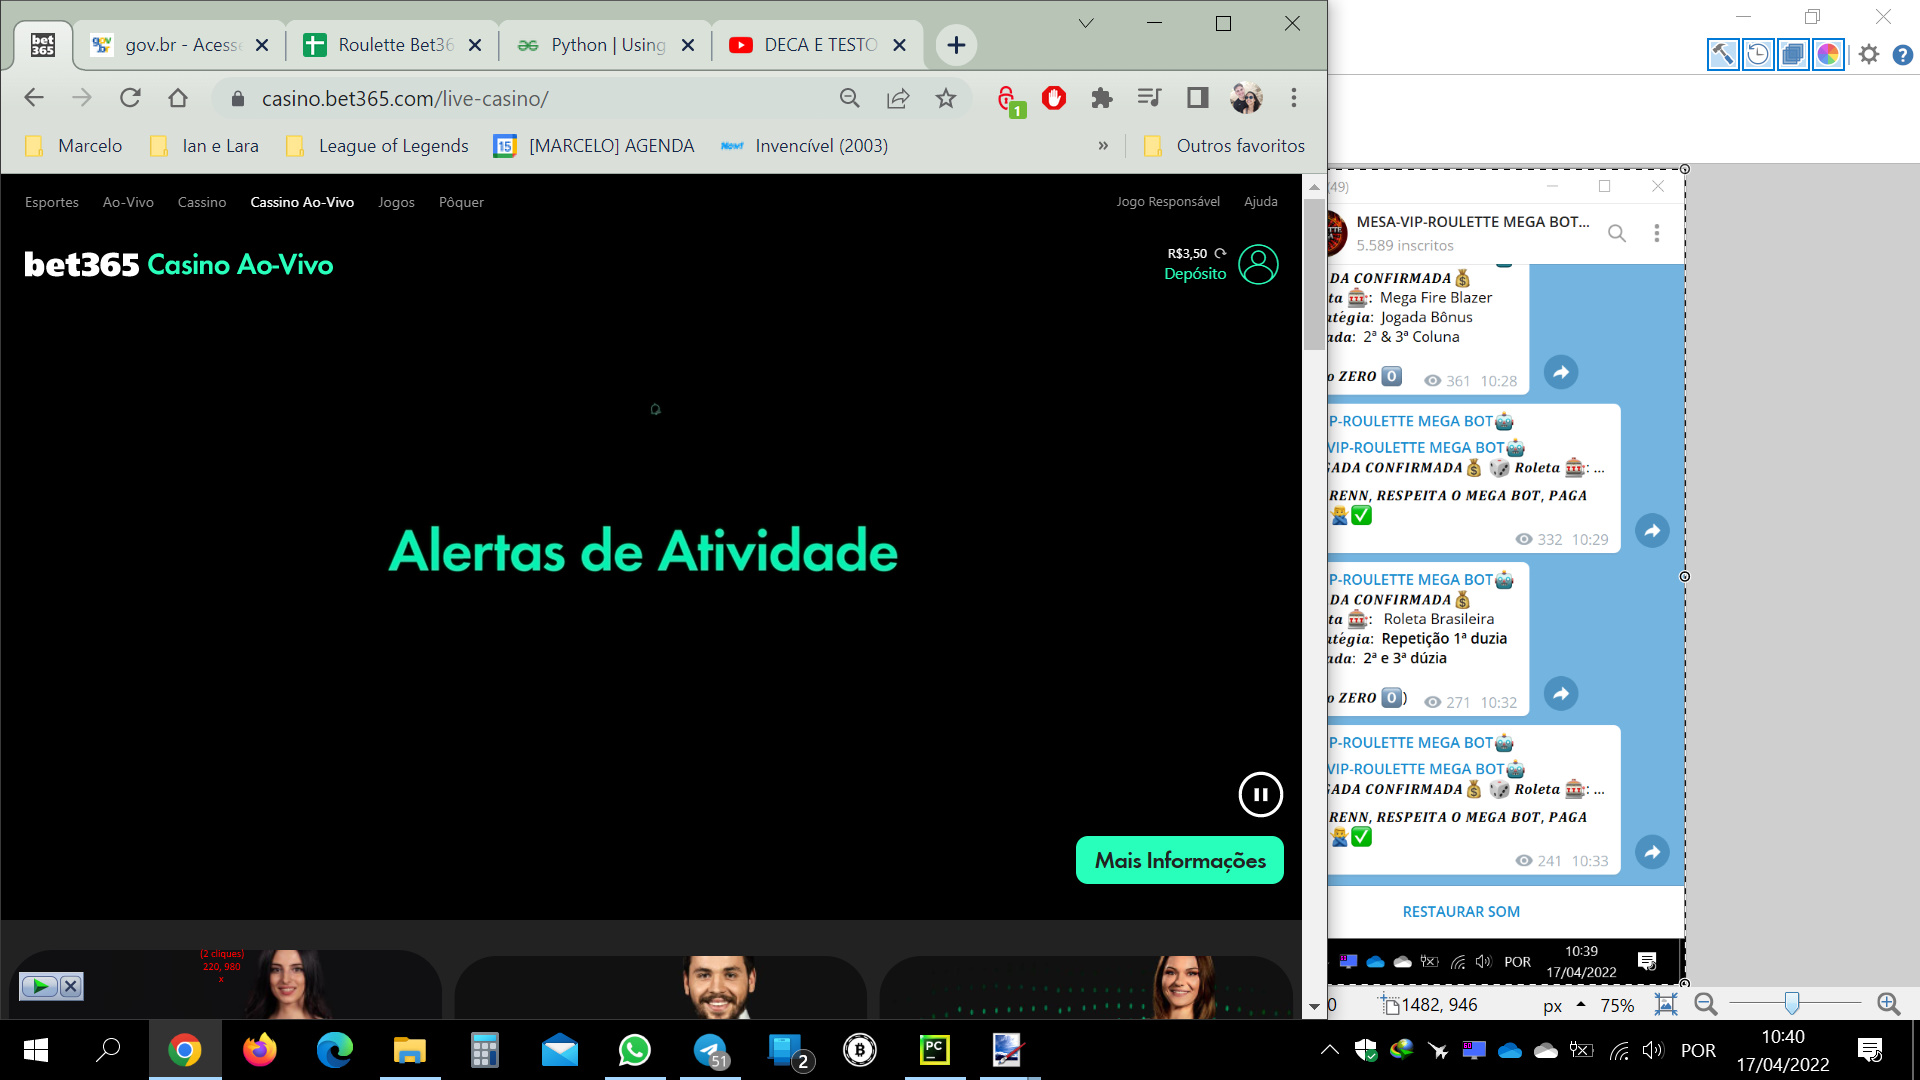 bet
365
gov.br - Acess
Roulette Bet36
Python | Using
DECA E TESTO
casino.bet365.com/live-casino/
1
Marcelo
Ian e Lara
League of Legends
15
[MARCELO] AGENDA
Now!
Invencível (2003)
»
Outros favoritos
Esportes
Ao-Vivo
Cassino
Cassino Ao-Vivo
Jogos
Pôquer
Jogo Responsável
Ajuda
bet365 Casino Ao-Vivo
R$3,50
Depósito
Alertas de Atividade
Mais Informações
(2 cliques)
220, 980
x
(49)
MESA-VIP-ROULETTE MEGA BOT...
5.589 inscritos
DA CONFIRMADA
ta : Mega Fire Blazer
atégia: Jogada Bônus
ada: 2ª & 3ª Coluna
o ZERO 0 361 10:28
P-ROULETTE MEGA BOT
VIP-ROULETTE MEGA BOT
GADA CONFIRMADA Roleta : ...
RENN, RESPEITA O MEGA BOT, PAGA
332 10:29
P-ROULETTE MEGA BOT
DA CONFIRMADA
ta : Roleta Brasileira
atégia: Repetição 1ª duzia
ada: 2ª e 3ª dúzia
o ZERO 0) 271 10:32
P-ROULETTE MEGA BOT
VIP-ROULETTE MEGA BOT
GADA CONFIRMADA Roleta : ...
RENN, RESPEITA O MEGA BOT, PAGA
241 10:33
RESTAURAR SOM
POR
10:39
17/04/2022
0
1482, 946
px
75%
51
2
PC
POR
10:40
17/04/2022